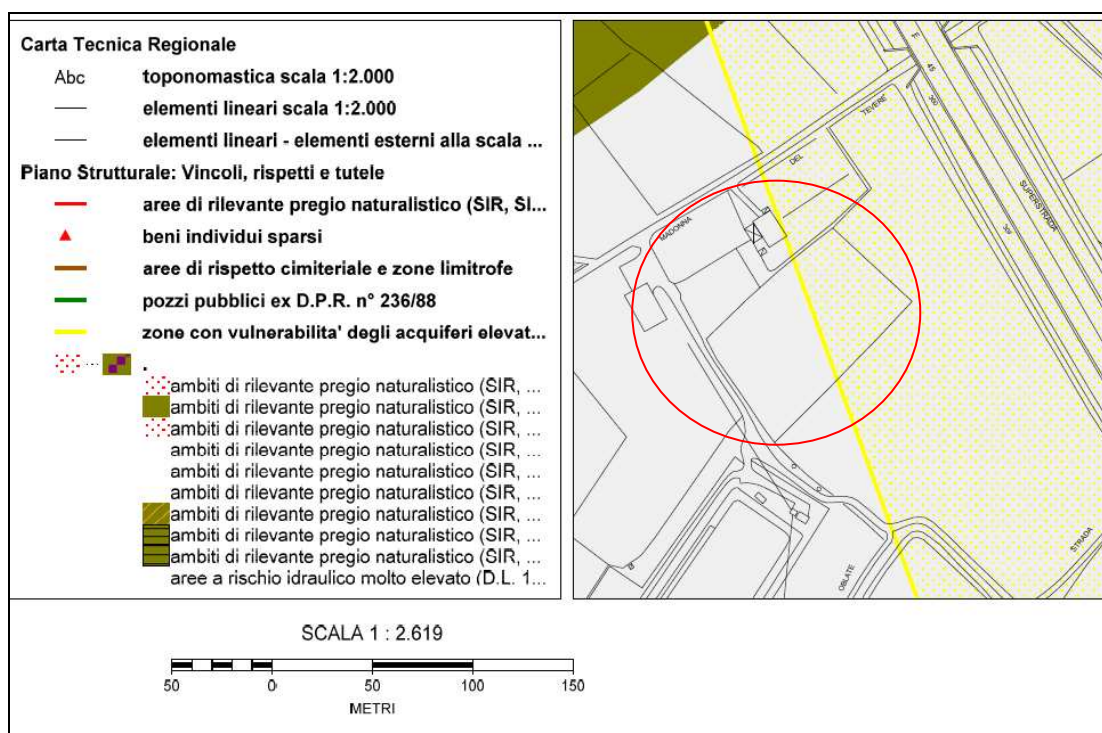 Carta Tecnica Regionale
Abc toponomastica scala 1:2.000
elementi lineari scala 1:2.000
elementi lineari - elementi esterni alla scala ...
Piano Strutturale: Vincoli, rispetti e tutele
aree di rilevante pregio naturalistico (SIR, SI...
beni individui sparsi
aree di rispetto cimiteriale e zone limitrofe
pozzi pubblici ex D.P.R. n° 236/88
zone con vulnerabilita' degli acquiferi elevat...
... .
ambiti di rilevante pregio naturalistico (SIR, ...
ambiti di rilevante pregio naturalistico (SIR, ...
ambiti di rilevante pregio naturalistico (SIR, ...
ambiti di rilevante pregio naturalistico (SIR, ...
ambiti di rilevante pregio naturalistico (SIR, ...
ambiti di rilevante pregio naturalistico (SIR, ...
ambiti di rilevante pregio naturalistico (SIR, ...
ambiti di rilevante pregio naturalistico (SIR, ...
ambiti di rilevante pregio naturalistico (SIR, ...
aree a rischio idraulico molto elevato (D.L. 1...
MADONNA DEL TEVERE
E 45
SUPERSTRADA
STRADA
OBLATE
SCALA 1 : 2.619
50 0 50 100 150
METRI